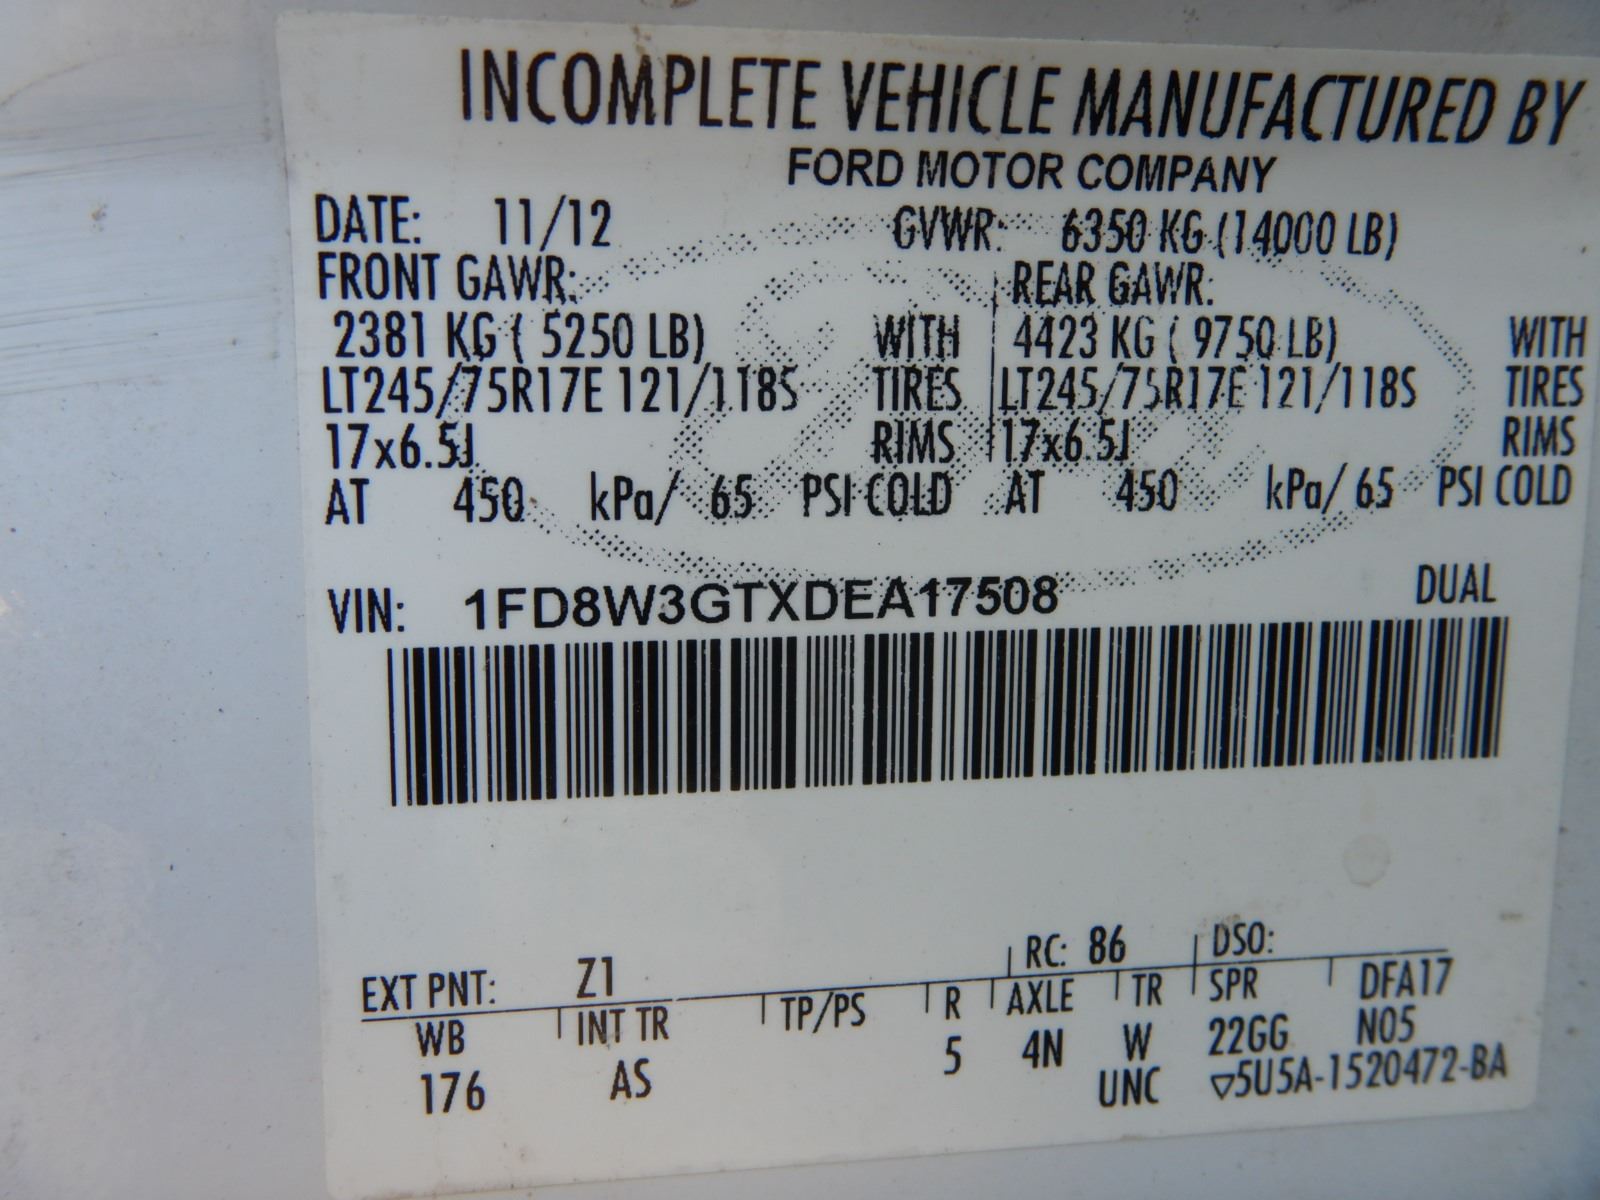 INCOMPLETE VEHICLE MANUFACTURED BY
FORD MOTOR COMPANY
DATE: 11/12 GVWR: 6350 KG (14000 LB)
FRONT GAWR: REAR GAWR:
2381 KG ( 5250 LB) WITH 4423 KG ( 9750 LB) WITH
LT245/75R17E 121/118S TIRES LT245/75R17E 121/118S TIRES
17x6.5J RIMS 17x6.5J RIMS
AT 450 kPa/ 65 PSI COLD AT 450 kPa/ 65 PSI COLD
VIN: 1FD8W3GTXDEA17508 DUAL
EXT PNT: Z1 RC: 86 DSO:
WB INT TR TP/PS R AXLE TR SPR DFA17
176 AS 5 4N W 22GG N05
UNC ▽5U5A-1520472-BA